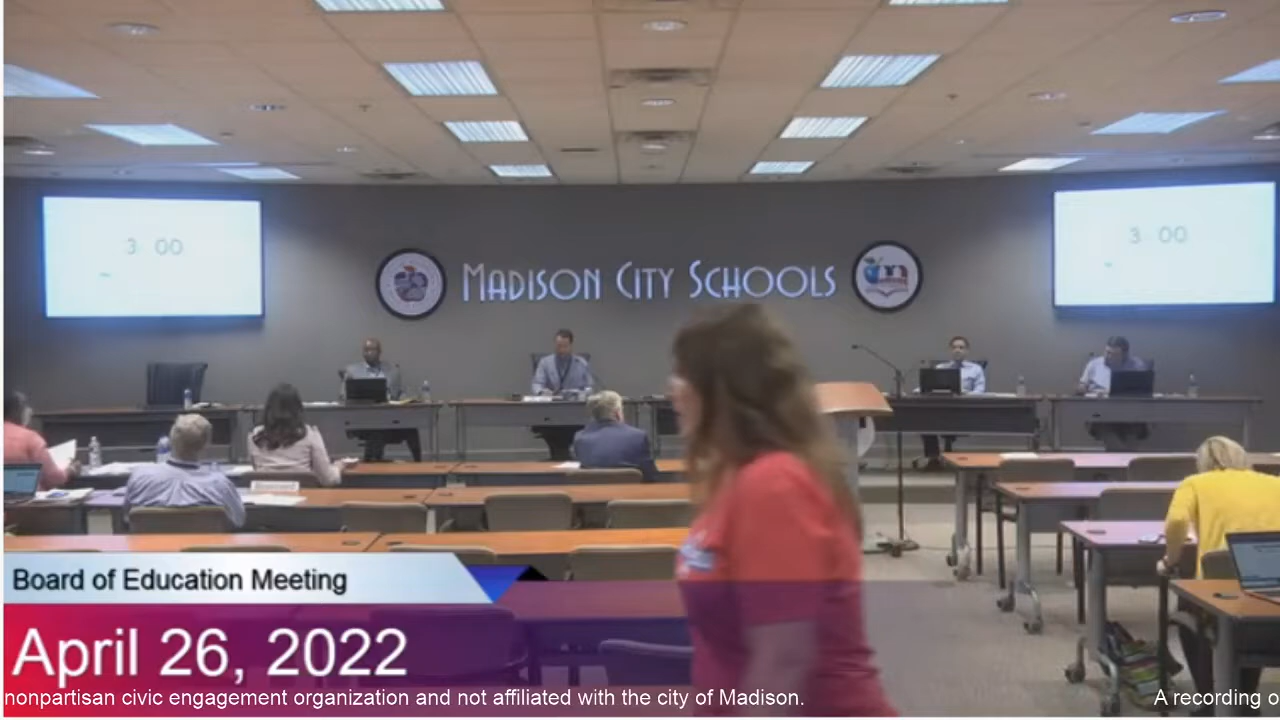 3 00
MADISON CITY SCHOOLS
3 00
Board of Education Meeting
April 26, 2022
nonpartisan civic engagement organization and not affiliated with the city of Madison.
A recording o